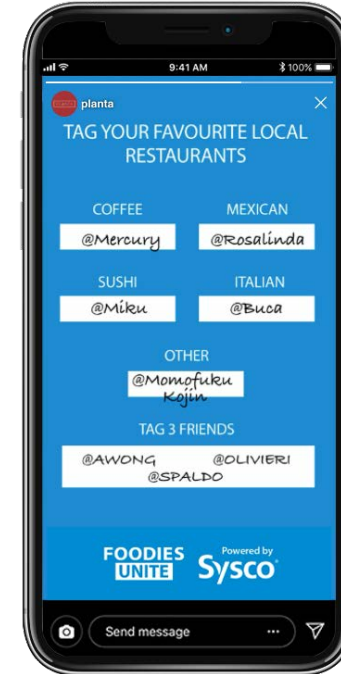 9:41 AM
100%
planta
TAG YOUR FAVOURITE LOCAL
RESTAURANTS
COFFEE MEXICAN
@Mercury @Rosalinda
SUSHI ITALIAN
@Miku @Buca
OTHER
@Momofuku
Kojin
TAG 3 FRIENDS
@AWONG @OLIVIERI
@SPALDO
FOODIES
UNITE
Powered by
Sysco
Send message